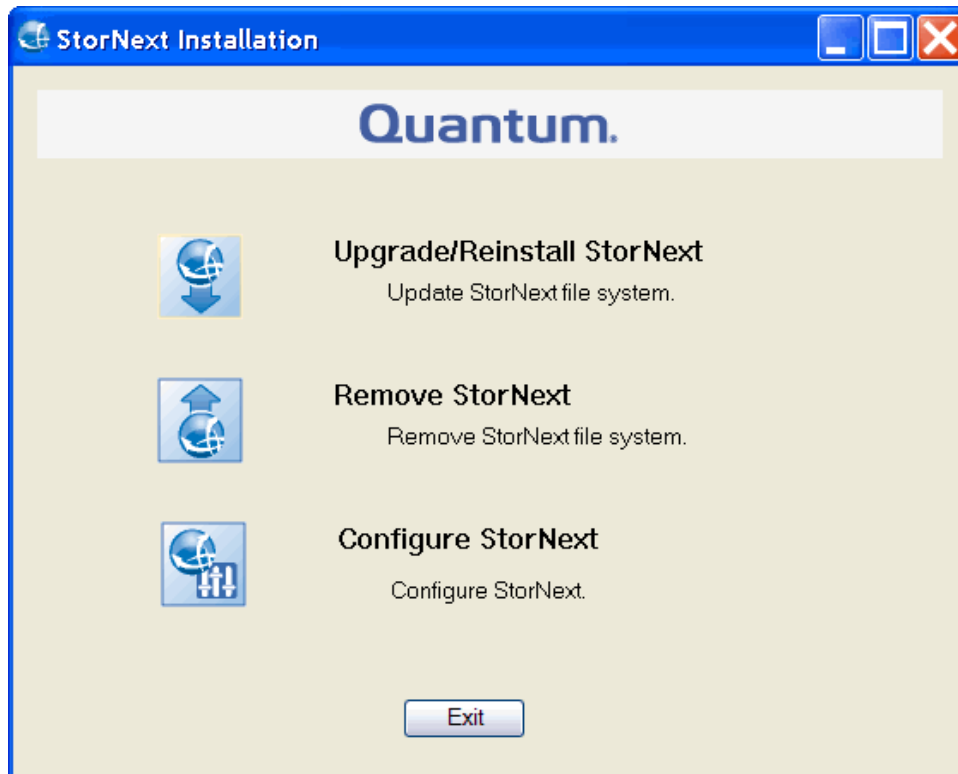 StorNext Installation
Quantum.
Upgrade/Reinstall StorNext
Update StorNext file system.
Remove StorNext
Remove StorNext file system.
Configure StorNext
Configure StorNext.
Exit